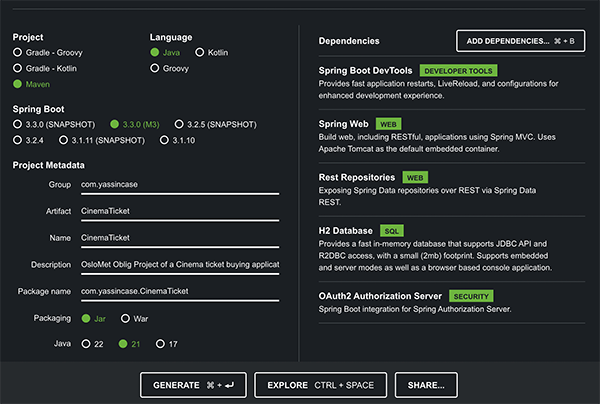 Project
Language
Gradle - Groovy
Java
Kotlin
Gradle - Kotlin
Groovy
Maven
Spring Boot
3.3.0 (SNAPSHOT)
3.3.0 (M3)
3.2.5 (SNAPSHOT)
3.2.4
3.1.11 (SNAPSHOT)
3.1.10
Project Metadata
Group com.yassincase
Artifact CinemaTicket
Name CinemaTicket
Description OsloMet Oblig Project of a Cinema ticket buying applicat
Package name com.yassincase.CinemaTicket
Packaging Jar War
Java 22 21 17
Dependencies
ADD DEPENDENCIES... ⌘ + B
Spring Boot DevTools DEVELOPER TOOLS
Provides fast application restarts, LiveReload, and configurations for
enhanced development experience.
Spring Web WEB
Build web, including RESTful, applications using Spring MVC. Uses
Apache Tomcat as the default embedded container.
Rest Repositories WEB
Exposing Spring Data repositories over REST via Spring Data
REST.
H2 Database SQL
Provides a fast in-memory database that supports JDBC API and
R2DBC access, with a small (2mb) footprint. Supports embedded
and server modes as well as a browser based console application.
OAuth2 Authorization Server SECURITY
Spring Boot integration for Spring Authorization Server.
GENERATE ⌘ + ↵
EXPLORE CTRL + SPACE
SHARE...